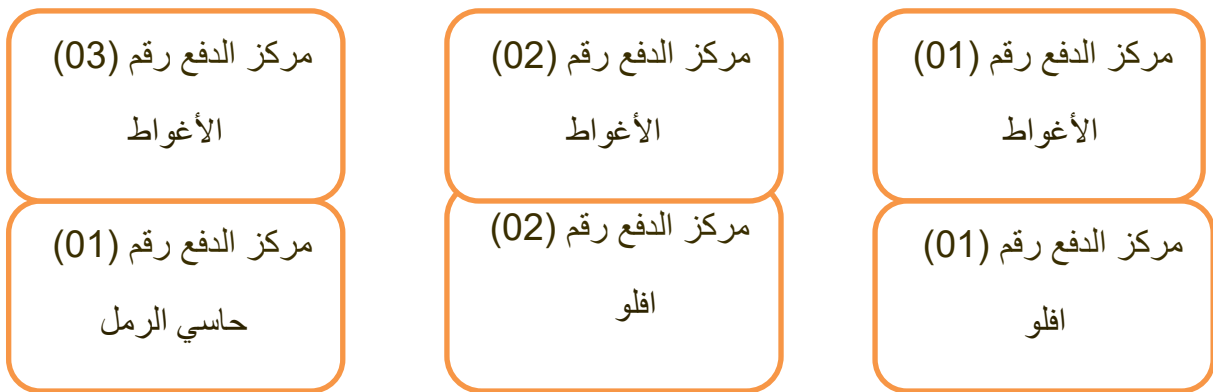 مركز الدفع رقم (01)
الأغواط
مركز الدفع رقم (02)
الأغواط
مركز الدفع رقم (03)
الأغواط
مركز الدفع رقم (01)
افلو
مركز الدفع رقم (02)
افلو
مركز الدفع رقم (01)
حاسي الرمل